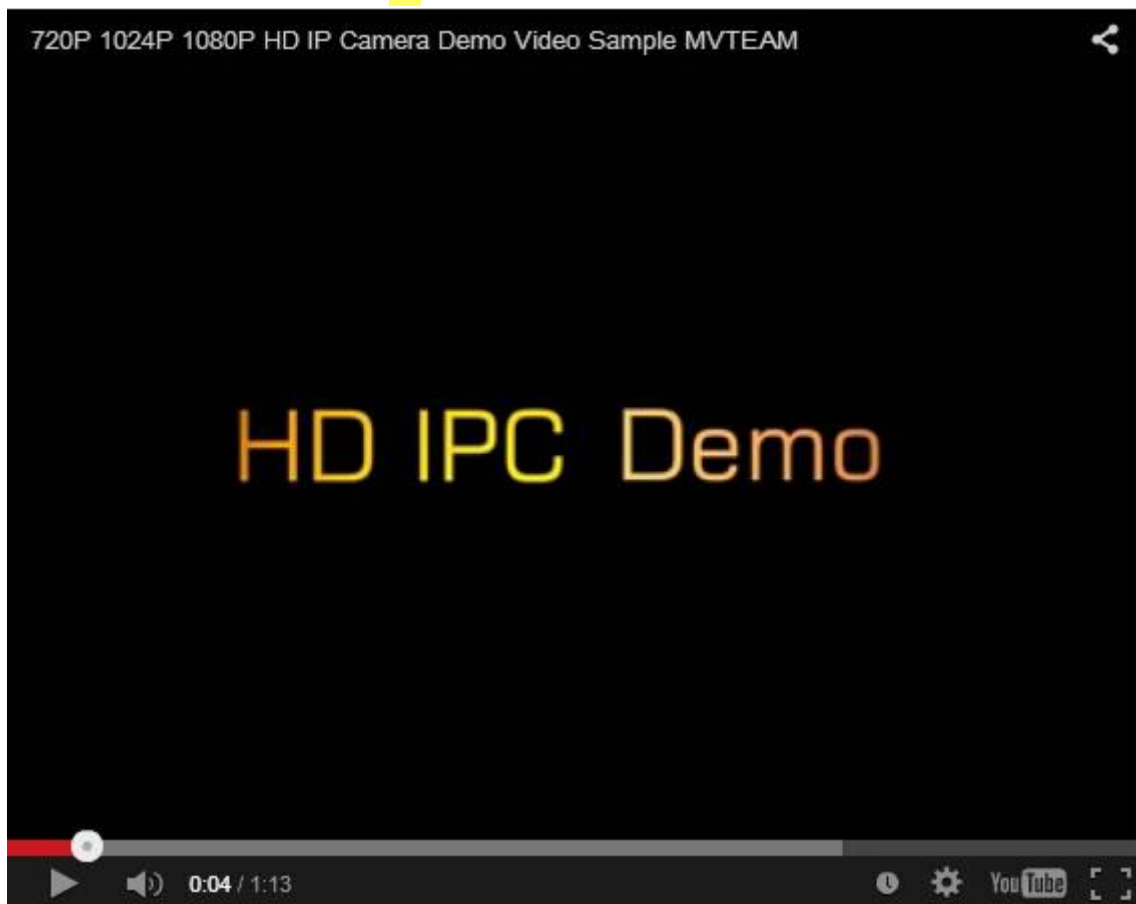 720P 1024P 1080P HD IP Camera Demo Video Sample MVTEAM
HD IPC Demo
0:04 / 1:13
YouTube